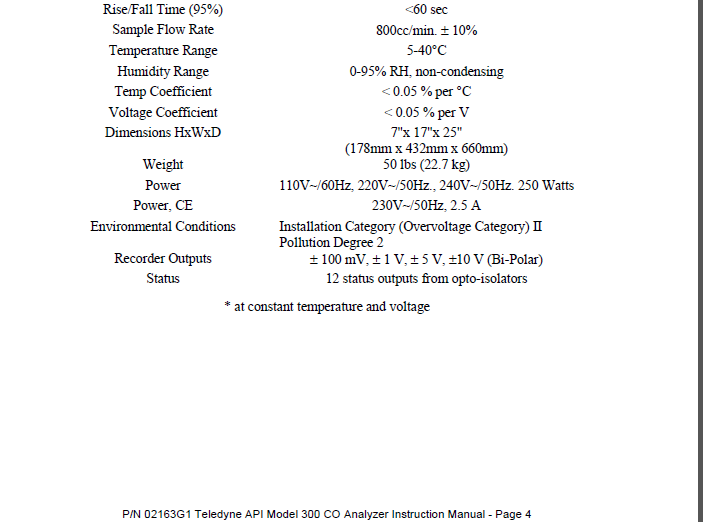 Rise/Fall Time (95%) <60 sec
Sample Flow Rate 800cc/min. ± 10%
Temperature Range 5-40°C
Humidity Range 0-95% RH, non-condensing
Temp Coefficient < 0.05 % per °C
Voltage Coefficient < 0.05 % per V
Dimensions HxWxD 7"x 17"x 25"
(178mm x 432mm x 660mm)
Weight 50 lbs (22.7 kg)
Power 110V~/60Hz, 220V~/50Hz., 240V~/50Hz. 250 Watts
Power, CE 230V~/50Hz, 2.5 A
Environmental Conditions Installation Category (Overvoltage Category) II
Pollution Degree 2
Recorder Outputs ± 100 mV, ± 1 V, ± 5 V, ±10 V (Bi-Polar)
Status 12 status outputs from opto-isolators
* at constant temperature and voltage
P/N 02163G1 Teledyne API Model 300 CO Analyzer Instruction Manual - Page 4